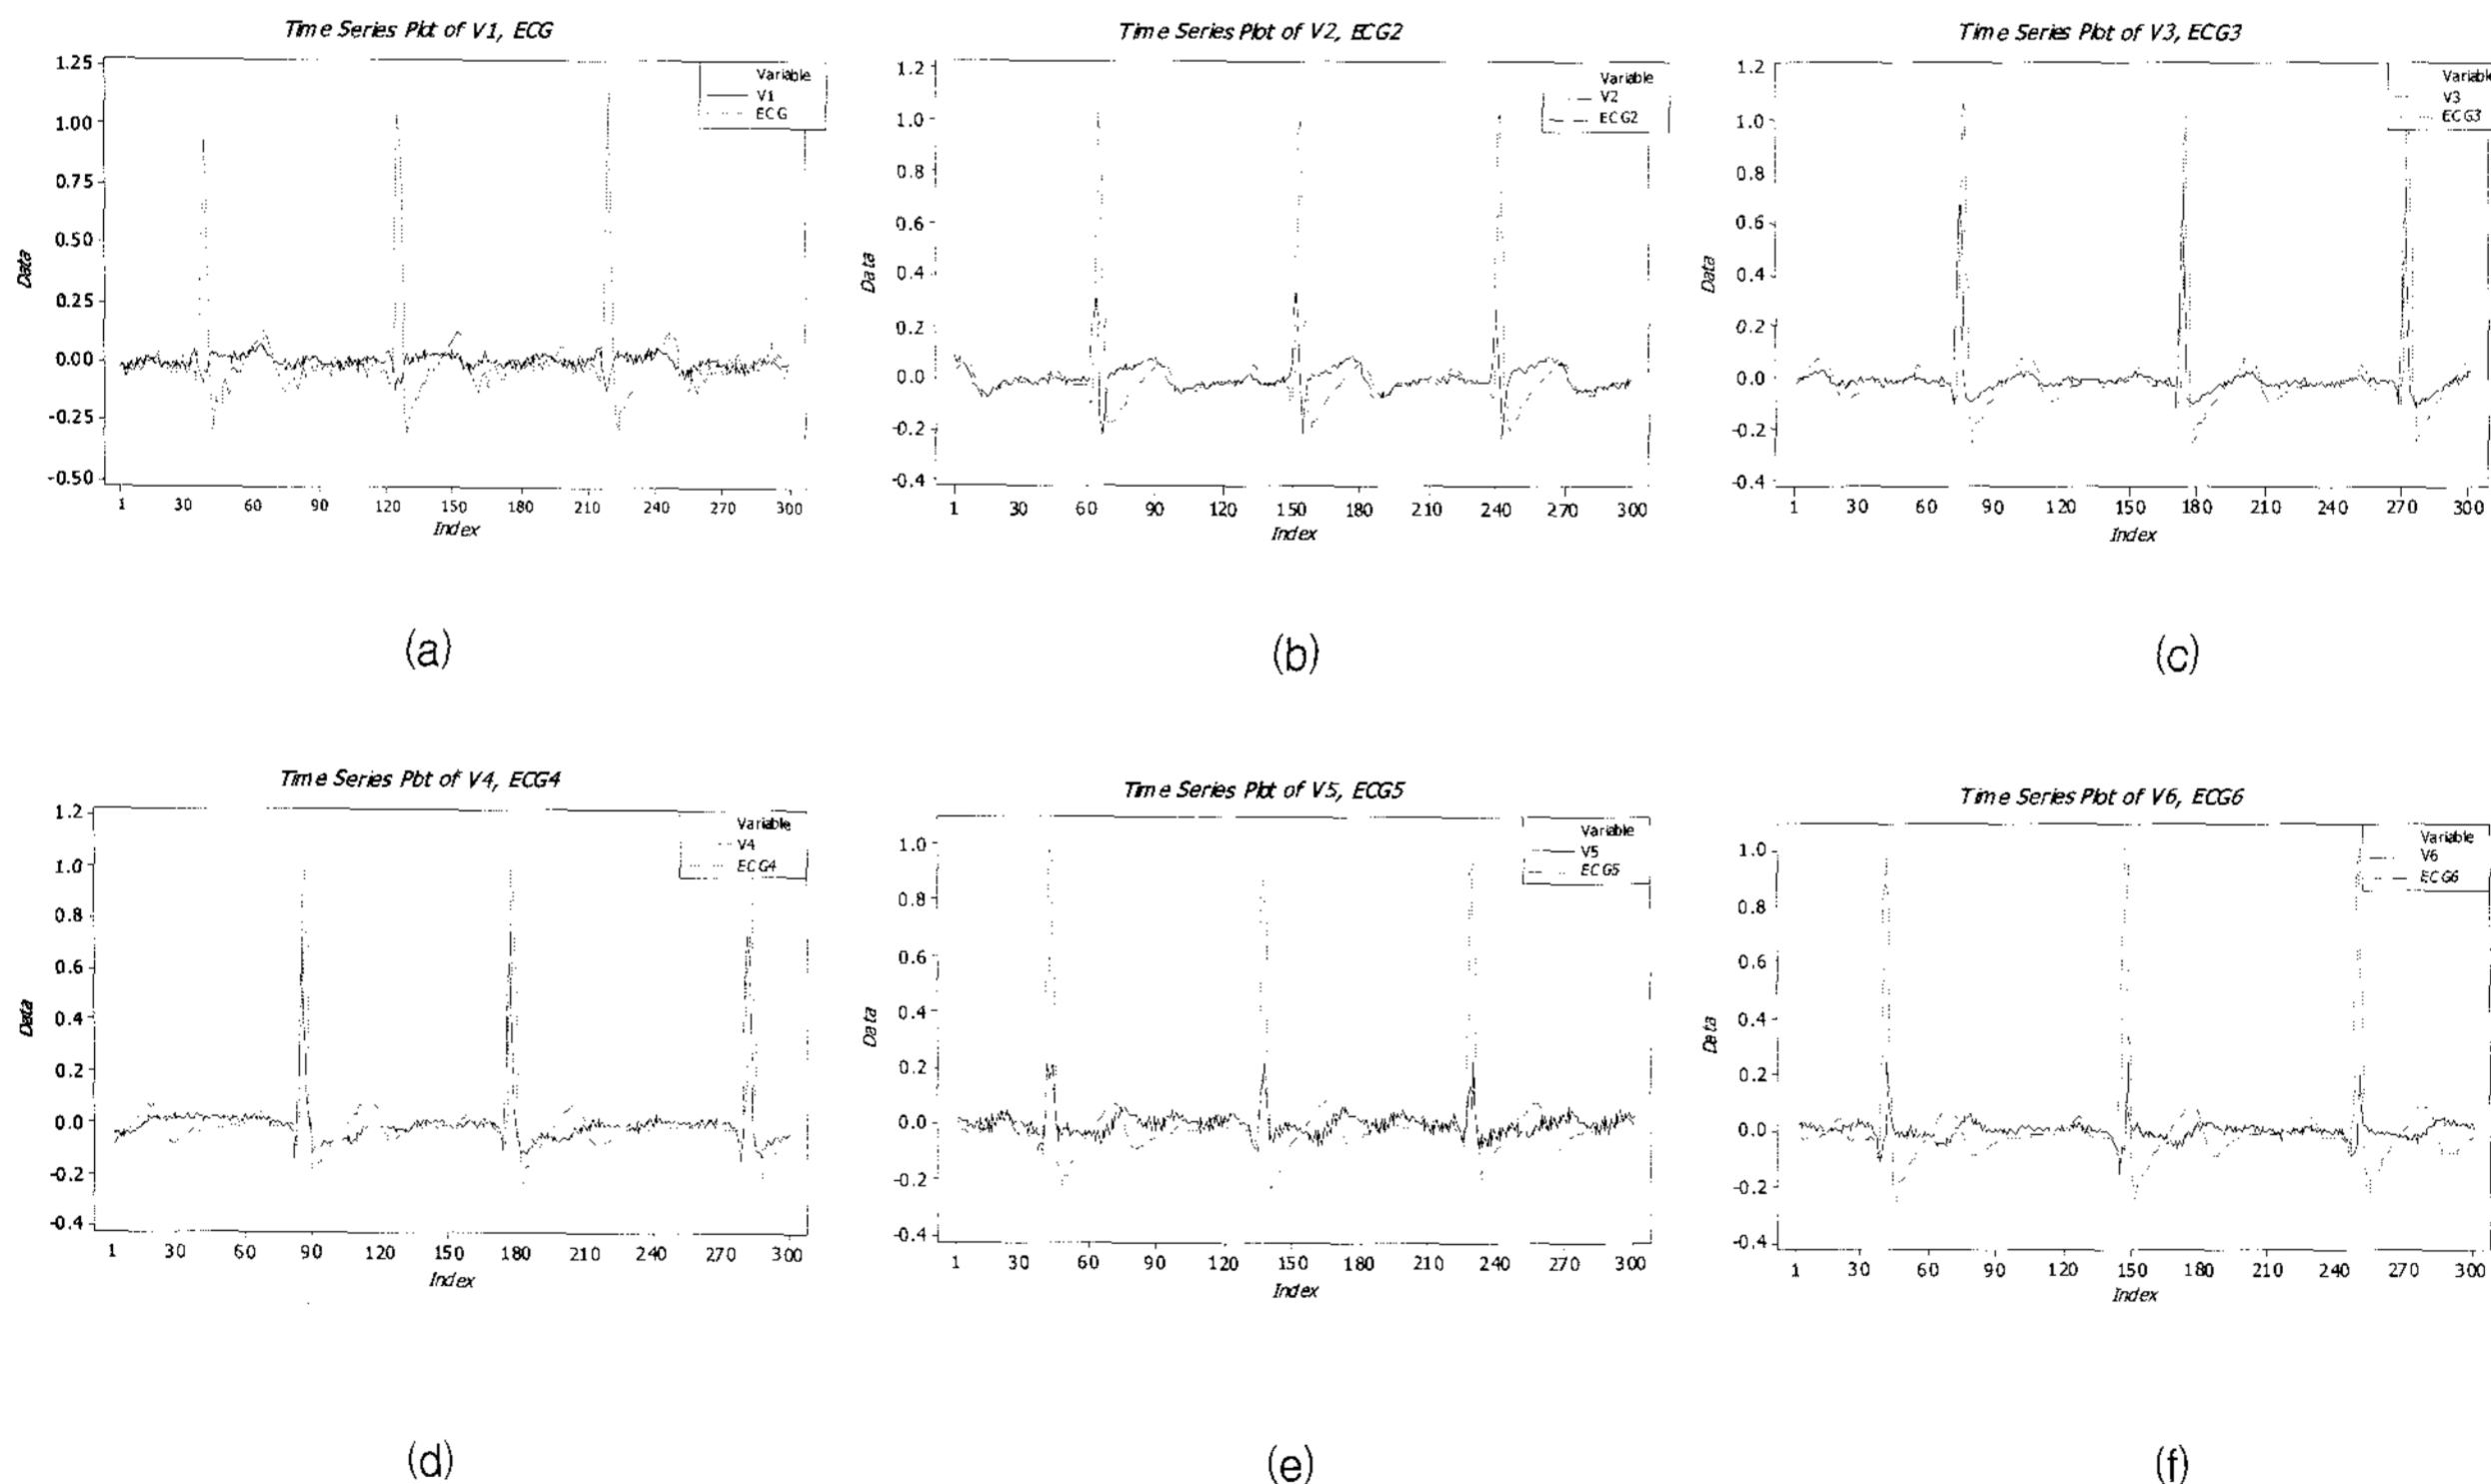 Time Series Plot of V1, ECG
1.25
1.00
0.75
0.50
0.25
0.00
-0.25
-0.50
Data
Variable
V1
ECG
1 30 60 90 120 150 180 210 240 270 300
Index
(a)
Time Series Plot of V2, ECG2
1.2
1.0
0.8
0.6
0.4
0.2
0.0
-0.2
-0.4
Data
Variable
V2
ECG2
1 30 60 90 120 150 180 210 240 270 300
Index
(b)
Time Series Plot of V3, ECG3
1.2
1.0
0.8
0.6
0.4
0.2
0.0
-0.2
-0.4
Data
Variable
V3
ECG3
1 30 60 90 120 150 180 210 240 270 300
Index
(c)
Time Series Plot of V4, ECG4
1.2
1.0
0.8
0.6
0.4
0.2
0.0
-0.2
-0.4
Data
Variable
V4
ECG4
1 30 60 90 120 150 180 210 240 270 300
Index
(d)
Time Series Plot of V5, ECG5
1.0
0.8
0.6
0.4
0.2
0.0
-0.2
-0.4
Data
Variable
V5
ECG5
1 30 60 90 120 150 180 210 240 270 300
Index
(e)
Time Series Plot of V6, ECG6
1.0
0.8
0.6
0.4
0.2
0.0
-0.2
-0.4
Data
Variable
V6
ECG6
1 30 60 90 120 150 180 210 240 270 300
Index
(f)